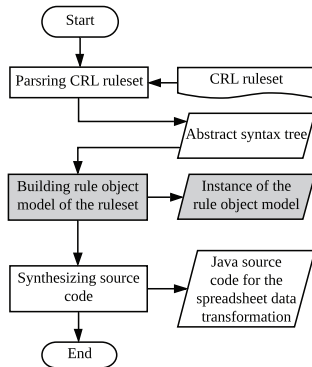 Start
Parsring CRL ruleset
CRL ruleset
Abstract syntax tree
Building rule object
model of the ruleset
Instance of the
rule object model
Synthesizing source
code
Java source
code for the
spreadsheet data
transformation
End